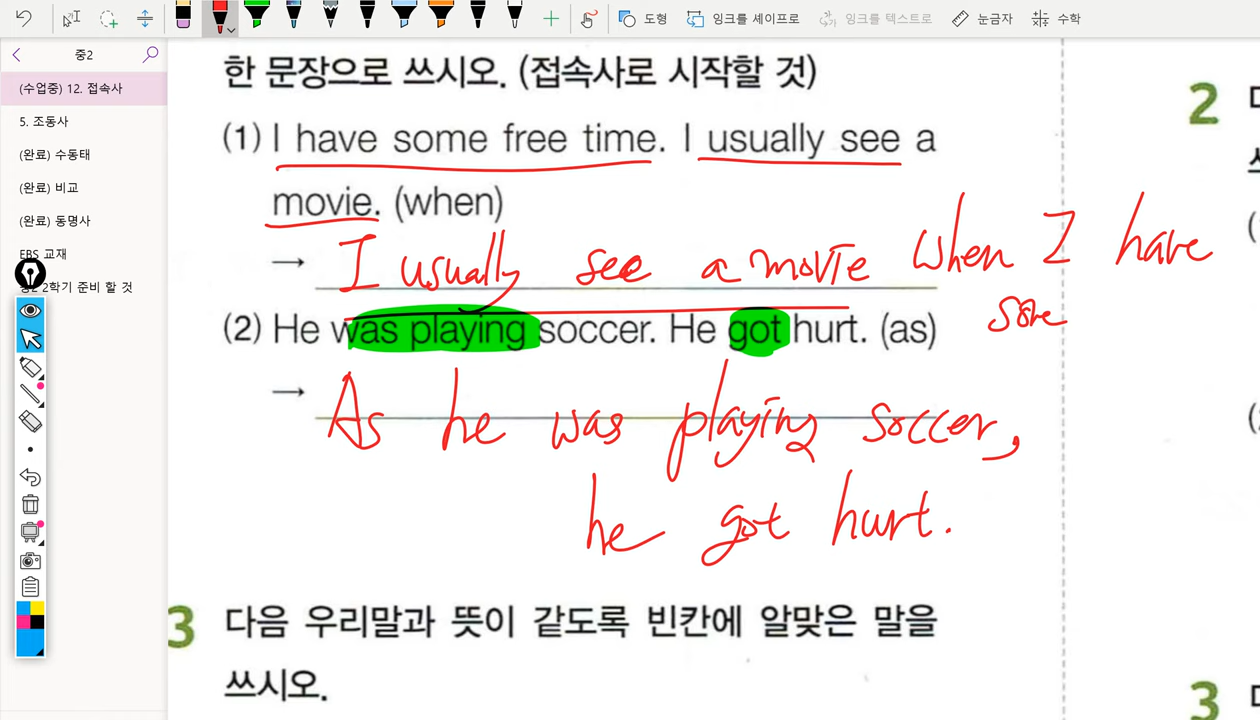 도형
잉크를 셰이프로
잉크를 텍스트로
눈금자
수학
중2
(수업중) 12. 접속사
5. 조동사
(완료) 수동태
(완료) 비교
(완료) 동명사
EBS 교재
2학기 준비 할 것
한 문장으로 쓰시오. (접속사로 시작할 것)
(1) I have some free time. I usually see a
movie. (when)
→ I usually see a movie when I have
some
(2) He was playing soccer. He got hurt. (as)
→ As he was playing soccer,
he got hurt.
3 다음 우리말과 뜻이 같도록 빈칸에 알맞은 말을
쓰시오.
2
3